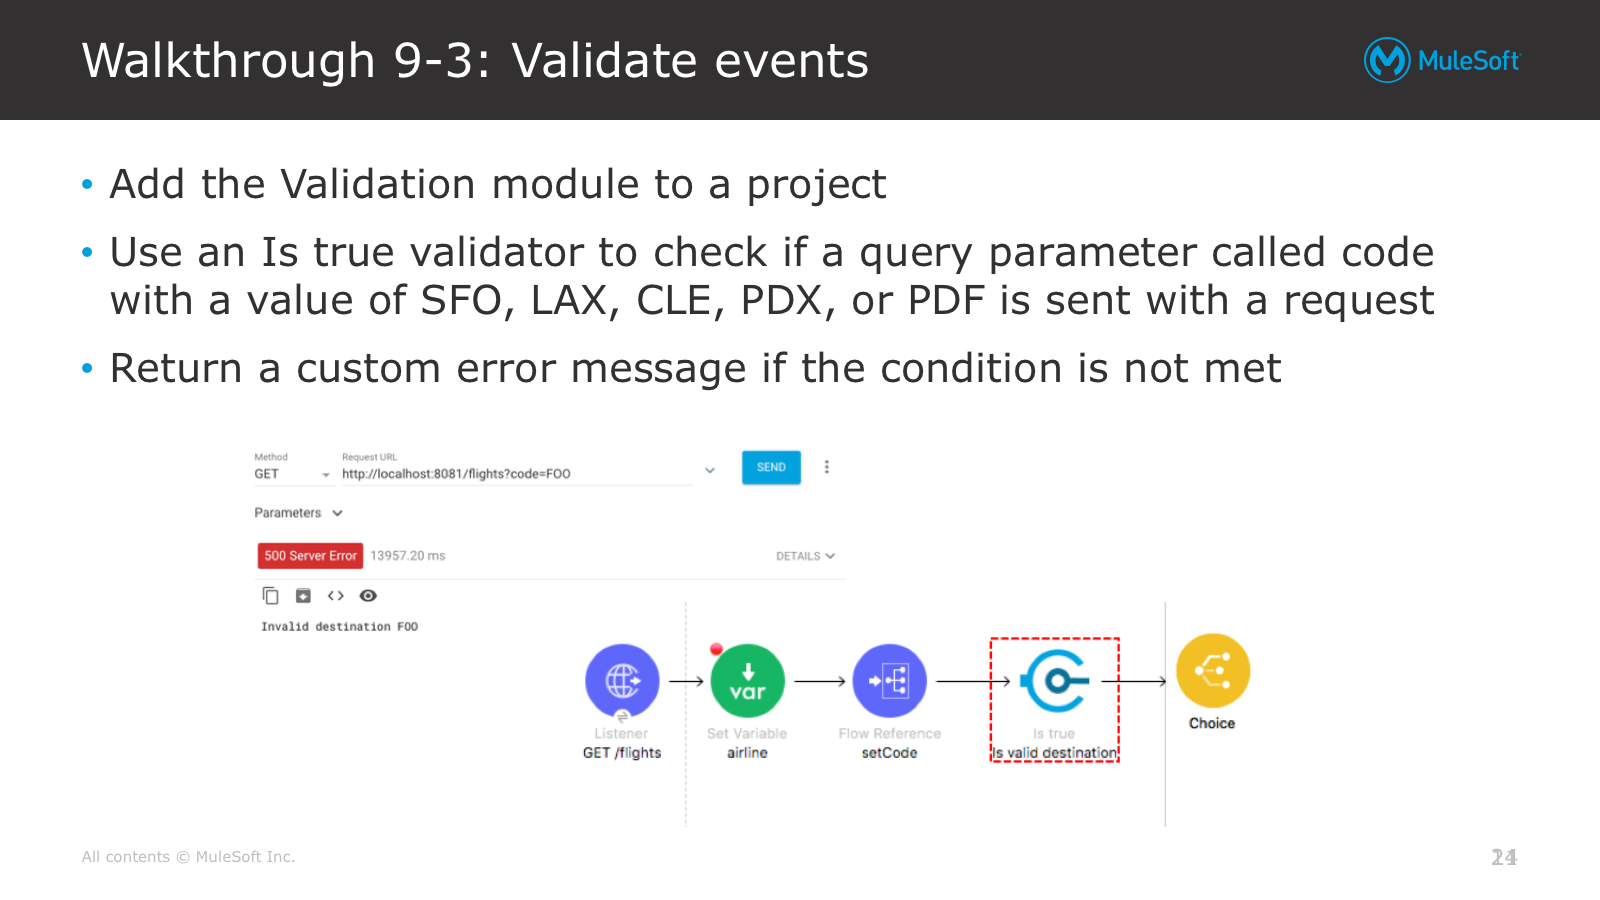 Walkthrough 9-3: Validate events
MuleSoft
• Add the Validation module to a project
• Use an Is true validator to check if a query parameter called code
with a value of SFO, LAX, CLE, PDX, or PDF is sent with a request
• Return a custom error message if the condition is not met
Method
Request URL
GET
http://localhost:8081/flights?code=FOO
SEND
Parameters
500 Server Error
13957.20 ms
DETAILS
Invalid destination FOO
var
Listener
GET /flights
Set Variable
airline
Flow Reference
setCode
Is true
Is valid destination
Choice
All contents © MuleSoft Inc.